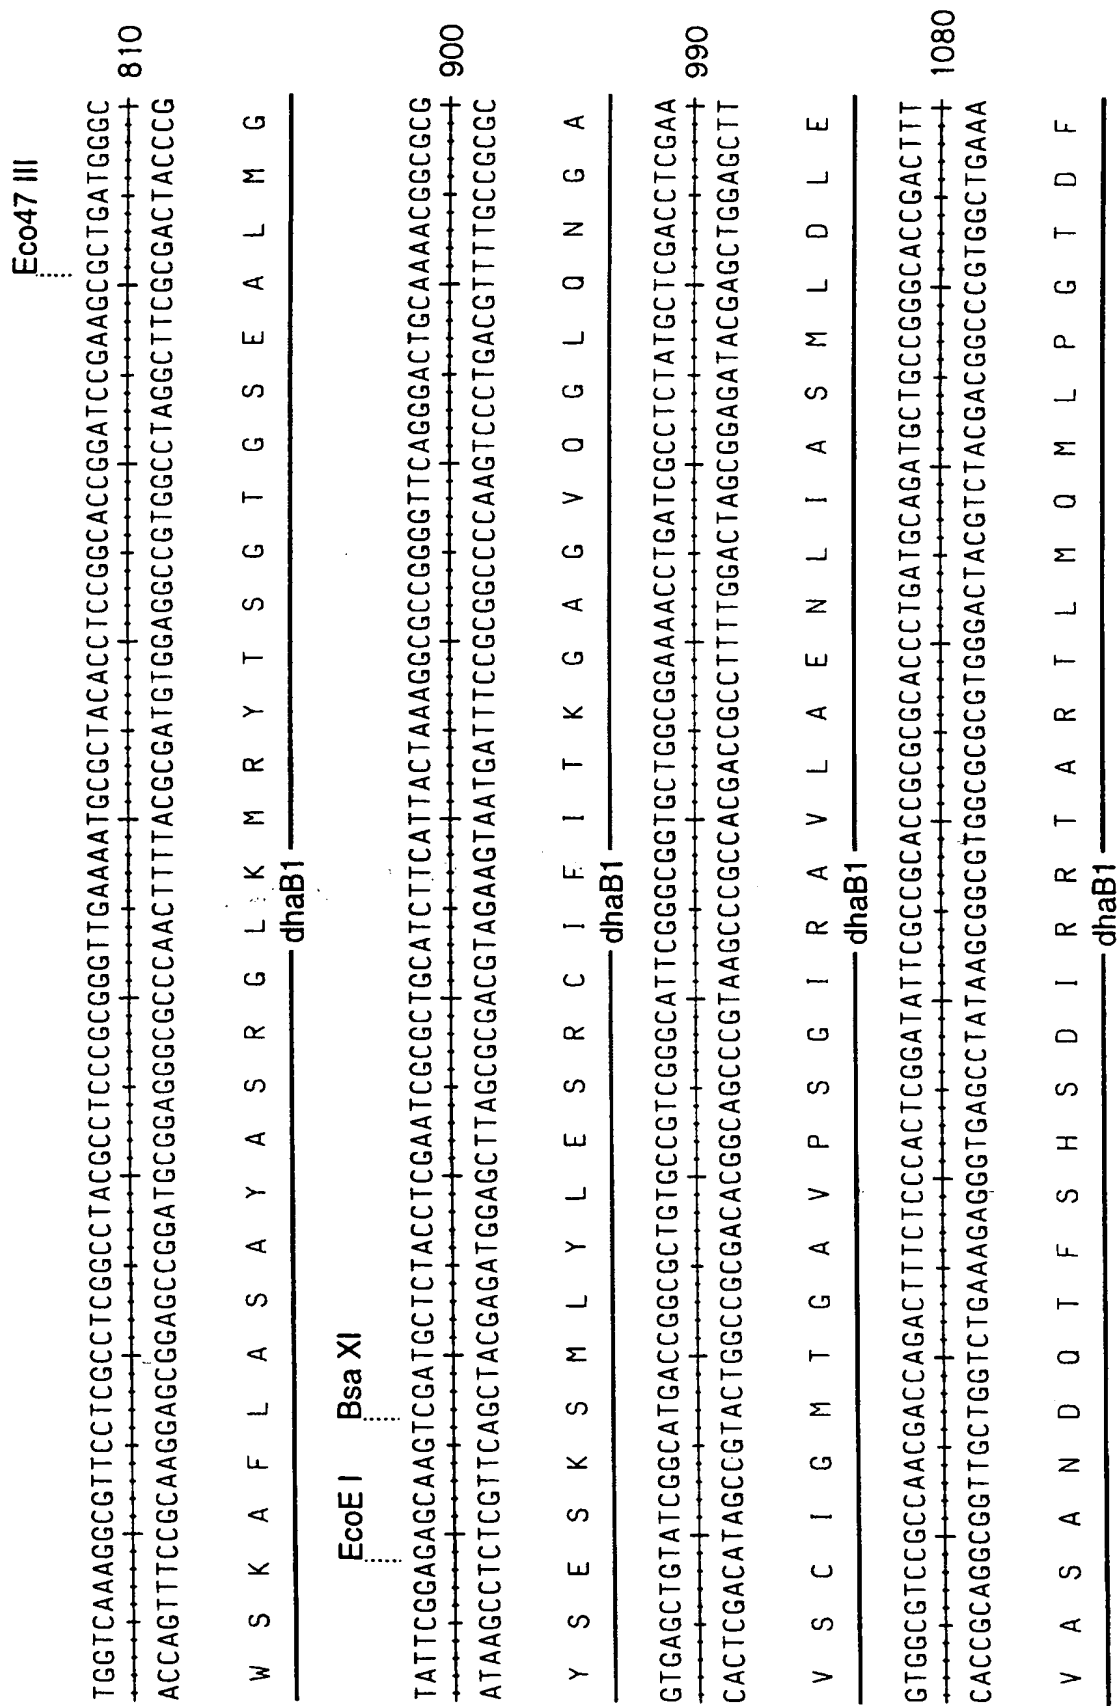 Eco47 III
TGGTCAAAGGCGTTCCTCGCCTCGGCCTACGCCTCCCGCGGGTTGAAAATGCGCTACACCTCCGGCACCGGATCCGAAGCGCTGATGGGC
810
ACCAGTTTCCGCAAGGAGCGGAGCCGGATGCGGAGGGCGCCCAACTTTTACGCGATGTGGAGGCCGTGGCCTAGGCTTCGCGACTACCCG
W S K A F L A S A Y A S R G L K M R Y T S G T G S E A L M G
dhaB1
EcoE I Bsa XI
TATTCGGAGAGCAAGTCGATGCTCTACCTCGAATCGCGCTGCATCTTCATTACTAAAGGCGCCGGGGTTCAGGGACTGCAAAACGGCGCG
900
ATAAGCCTCTCGTTCAGCTACGAGATGGAGCTTAGCGCGACGTAGAAGTAATGATTTCCGCGGCCCCAAGTCCCTGACGTTTTGCCGCGC
Y S E S K S M L Y L E S R C I F I T K G A G V Q G L Q N G A
dhaB1
GTGAGCTGTATCGGCATGACCGGCGCTGTGCCGTCGGGCATTCGGGCGGTGCTGGCGGAAAACCTGATCGCCTCTATGCTCGACCTCGAA
990
CACTCGACATAGCCGTACTGGCCGCGACACGGCAGCCCGTAAGCCCGCCACGACCGCCTTTTGGACTAGCGGAGATACGAGCTGGAGCTT
V S C I G M T G A V P S G I R A V L A E N L I A S M L D L E
dhaB1
GTGGCGTCCGCCAACGACCAGACTTTCTCCCACTCGGATATTCGCCGCACCGCGCGCACCCTGATGCAGATGCTGCCGGGCACCGACTTT
1080
CACCGCAGGCGGTTGCTGGTCTGAAAGAGGGTGAGCCTATAAGCGGCGTGGCGCGCGTGGGACTACGTCTACGACGGCCCGTGGCTGAAA
V A S A N D Q T F S H S D I R R T A R T L M Q M L P G T D F
dhaB1